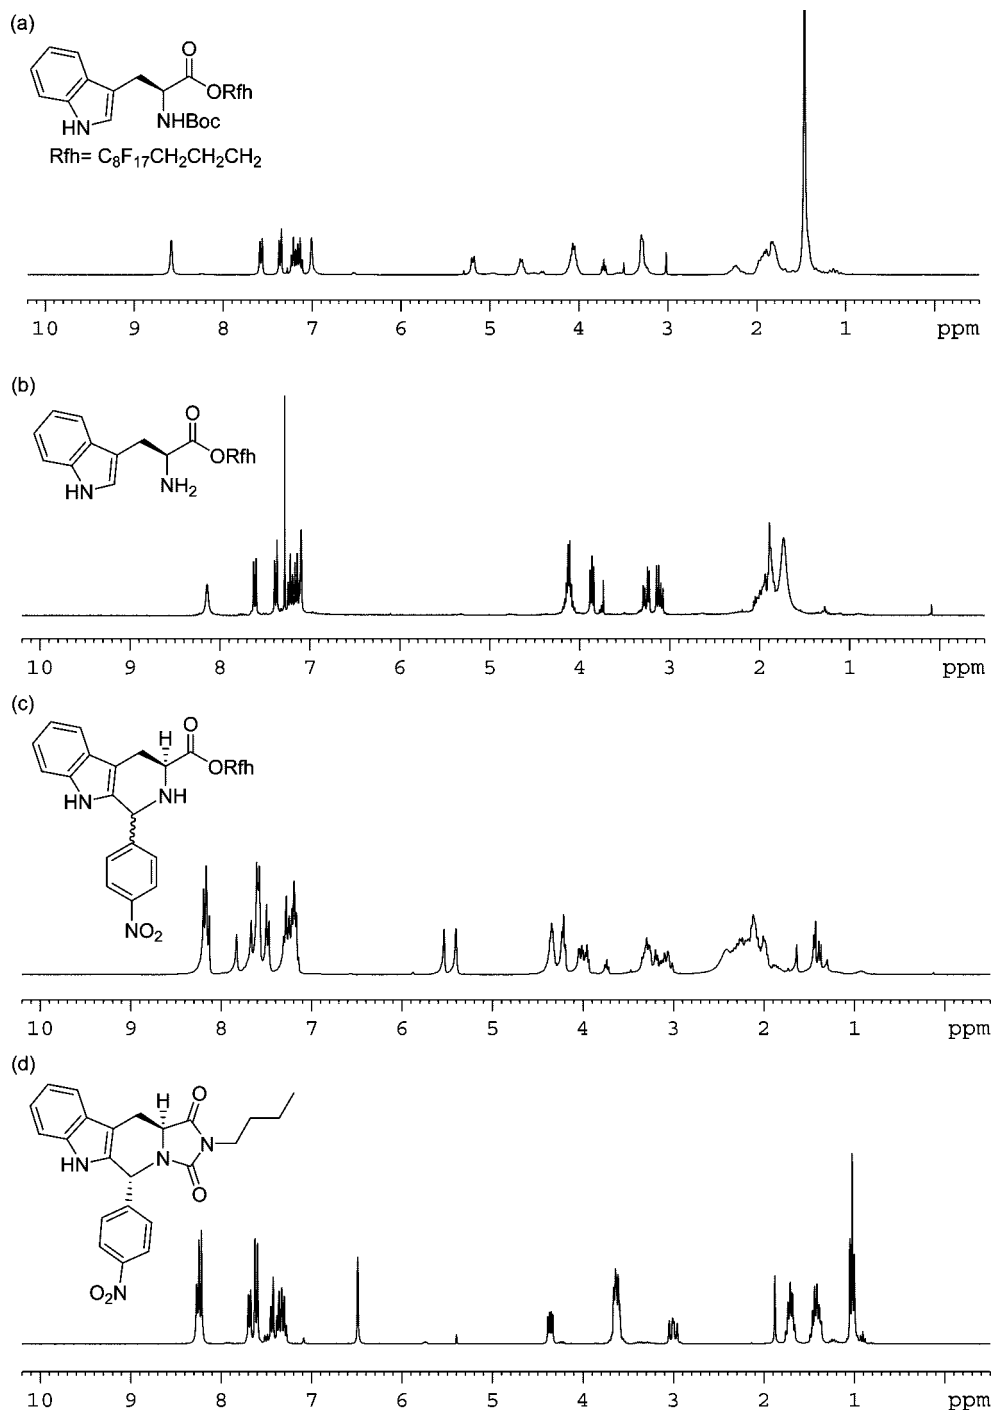 (a)
O
ORfh
NHBoc
HN
Rfh= C₈F₁₇CH₂CH₂CH₂
10 9 8 7 6 5 4 3 2 1 ppm
(b)
O
ORfh
NH₂
HN
10 9 8 7 6 5 4 3 2 1 ppm
(c)
H O
ORfh
HN NH
NO₂
10 9 8 7 6 5 4 3 2 1 ppm
(d)
H O
N
HN N
O
O₂N
10 9 8 7 6 5 4 3 2 1 ppm